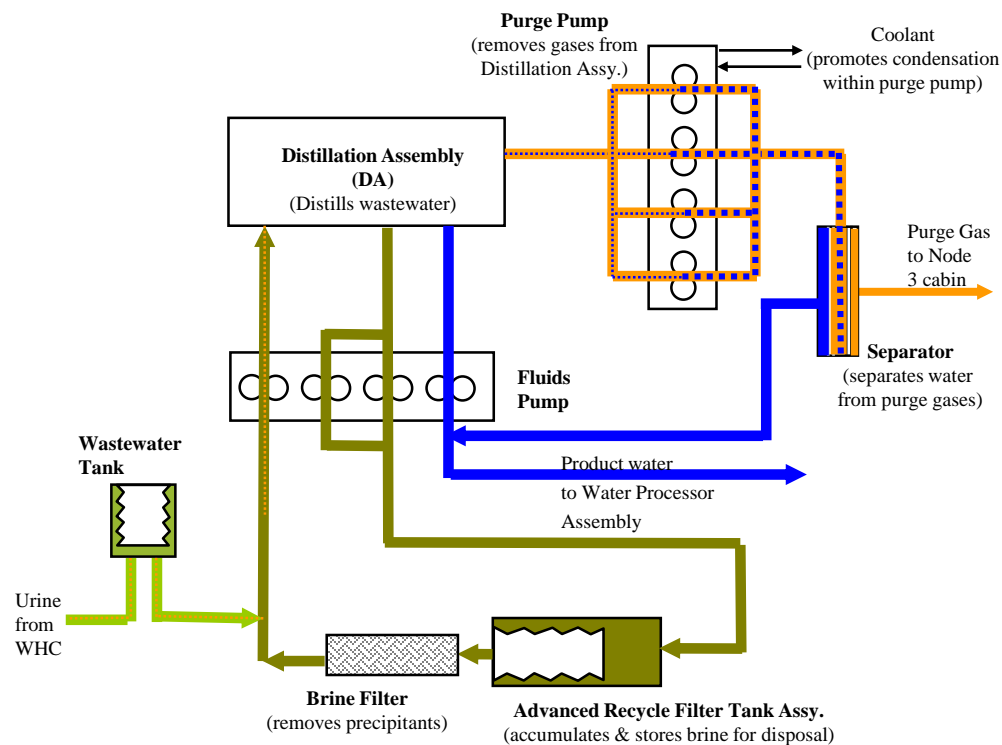 Purge Pump
(removes gases from
Distillation Assy.)
Coolant
(promotes condensation
within purge pump)
Distillation Assembly
(DA)
(Distills wastewater)
Purge Gas
to Node
3 cabin
Separator
(separates water
from purge gases)
Fluids
Pump
Wastewater
Tank
Product water
to Water Processor
Assembly
Urine
from
WHC
Brine Filter
(removes precipitants)
Advanced Recycle Filter Tank Assy.
(accumulates & stores brine for disposal)